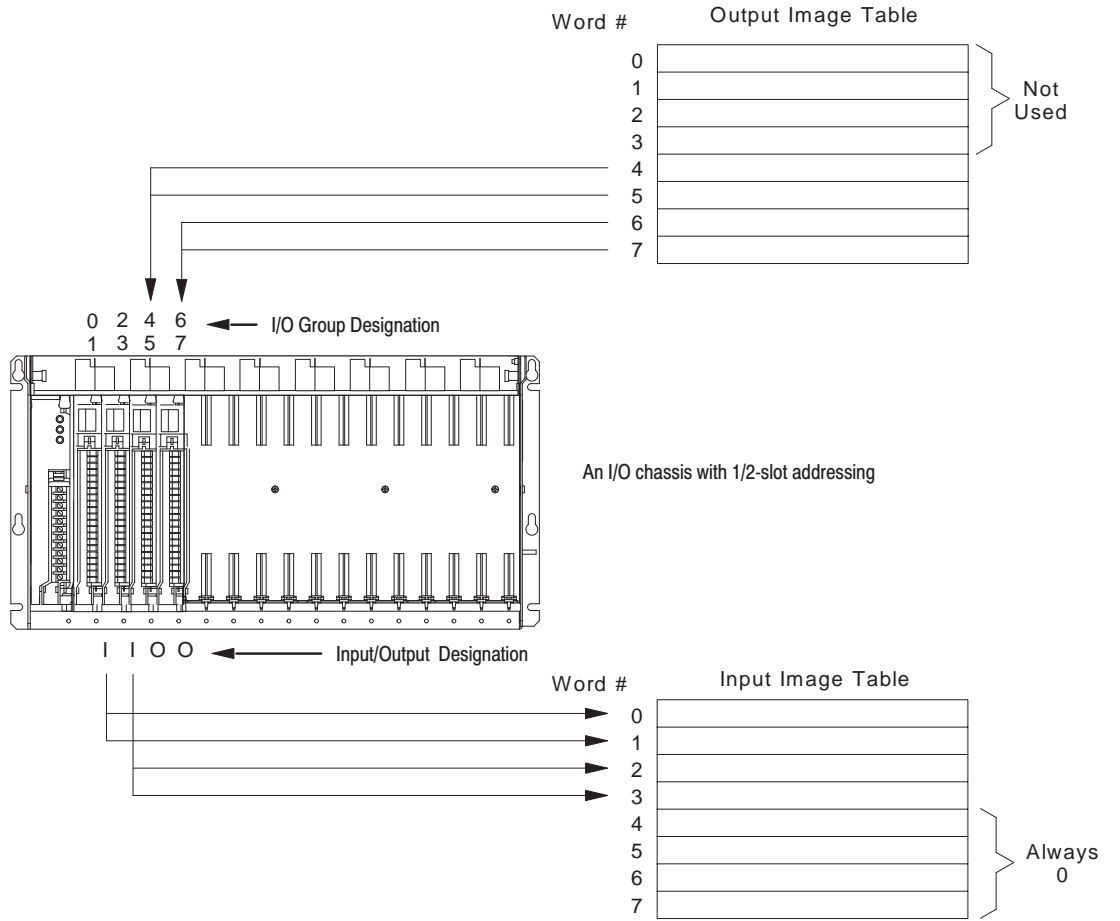 Word #
Output Image Table
0
1
2
3
4
5
6
7
Not
Used
0 2 4 6
1 3 5 7
I/O Group Designation
An I/O chassis with 1/2-slot addressing
I I O O
Input/Output Designation
Word #
Input Image Table
0
1
2
3
4
5
6
7
Always
0